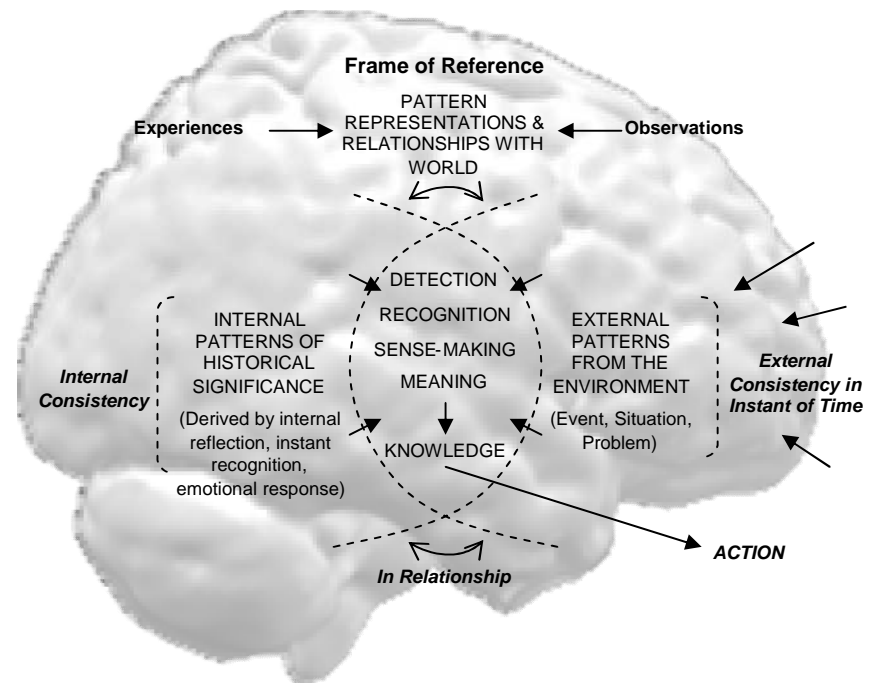 Frame of Reference
PATTERN
REPRESENTATIONS &
RELATIONSHIPS WITH
WORLD
Experiences
Observations
DETECTION
RECOGNITION
SENSE-MAKING
MEANING
KNOWLEDGE
INTERNAL
PATTERNS OF
HISTORICAL
SIGNIFICANCE
(Derived by internal
reflection, instant
recognition,
emotional response)
Internal
Consistency
EXTERNAL
PATTERNS
FROM THE
ENVIRONMENT
(Event, Situation,
Problem)
External
Consistency in
Instant of Time
ACTION
In Relationship